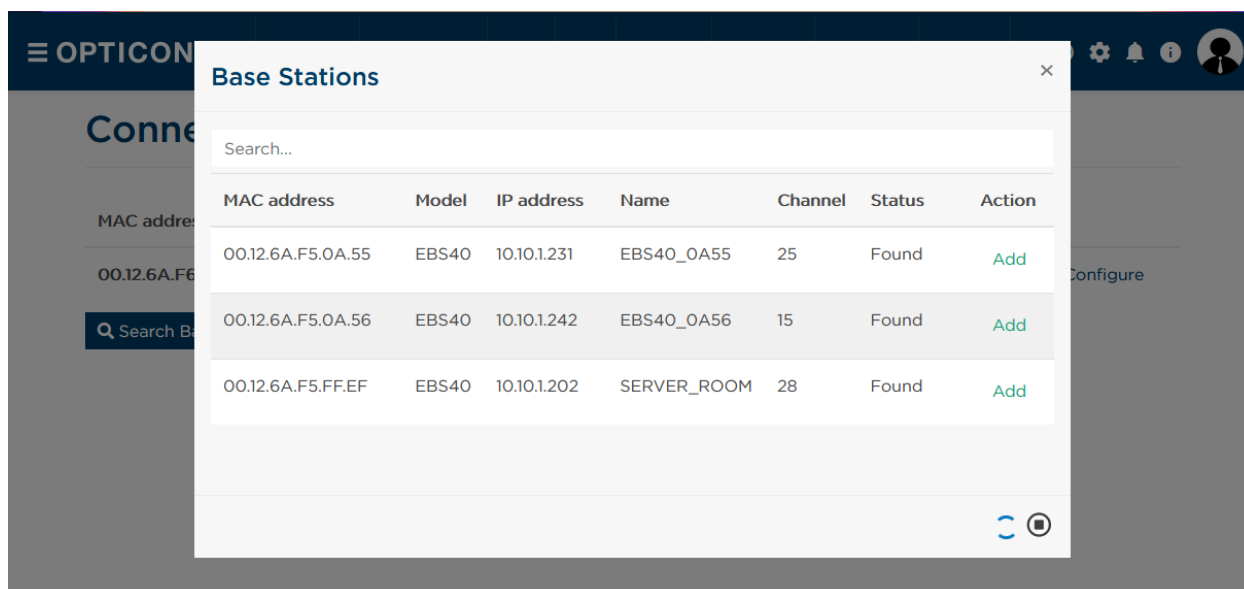 OPTICON
Base Stations
×
Conne
Search...
MAC address Model IP address Name Channel Status Action
MAC addre
00.12.6A.F5.0A.55 EBS40 10.10.1.231 EBS40_0A55 25 Found Add
00.12.6A.F6 Configure
Search Ba
00.12.6A.F5.0A.56 EBS40 10.10.1.242 EBS40_0A56 15 Found Add
00.12.6A.F5.FF.EF EBS40 10.10.1.202 SERVER_ROOM 28 Found Add